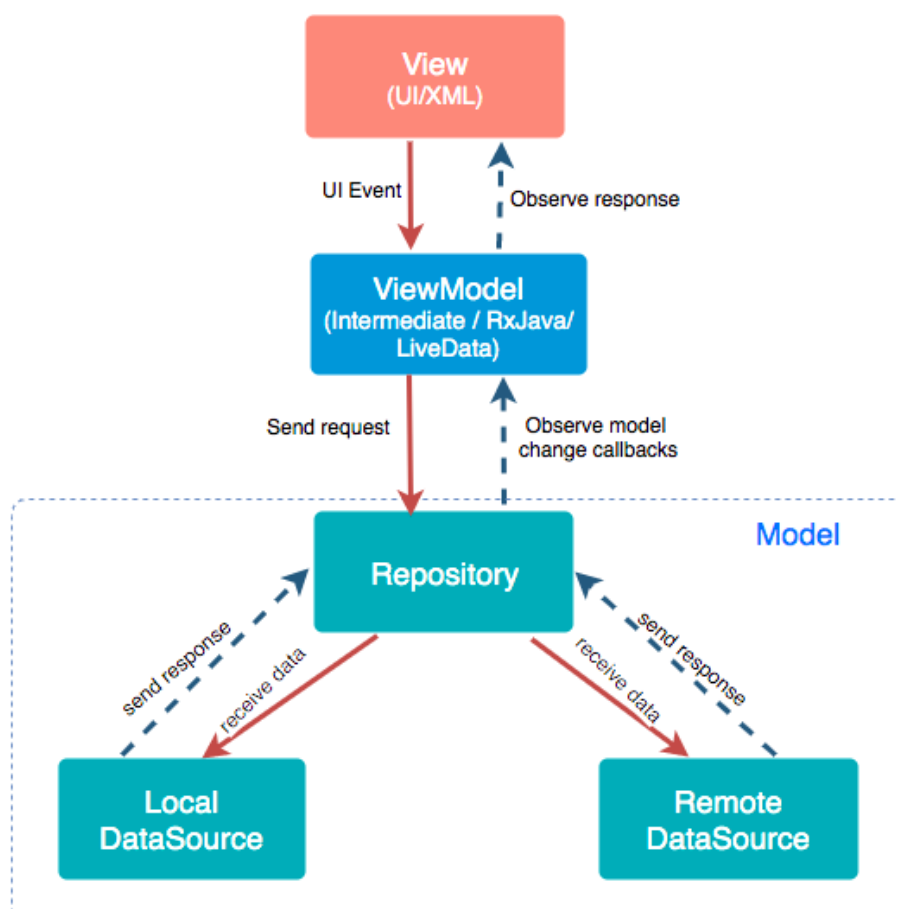 View
(UI/XML)
UI Event
Observe response
ViewModel
(Intermediate / RxJava/
LiveData)
Send request
Observe model
change callbacks
Model
Repository
send response
receive data
receive data
send response
Local
DataSource
Remote
DataSource